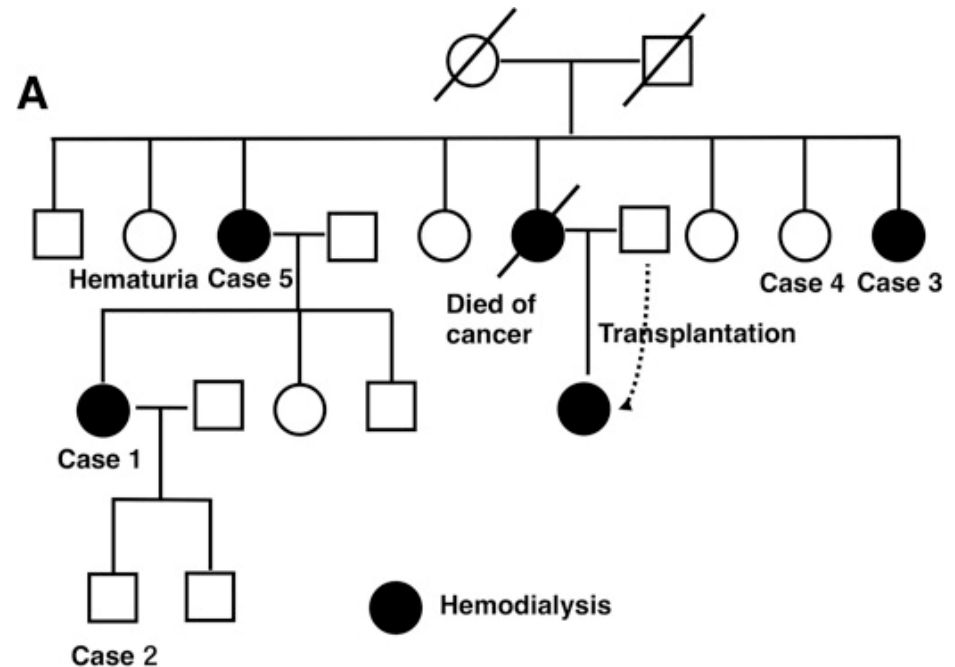 A
Hematuria Case 5
Case 4 Case 3
Died of
cancer
Transplantation
Case 1
Hemodialysis
Case 2